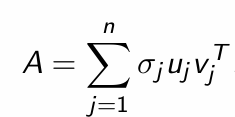 A = \sum_{j=1}^{n} \sigma_j u_j v_j^T